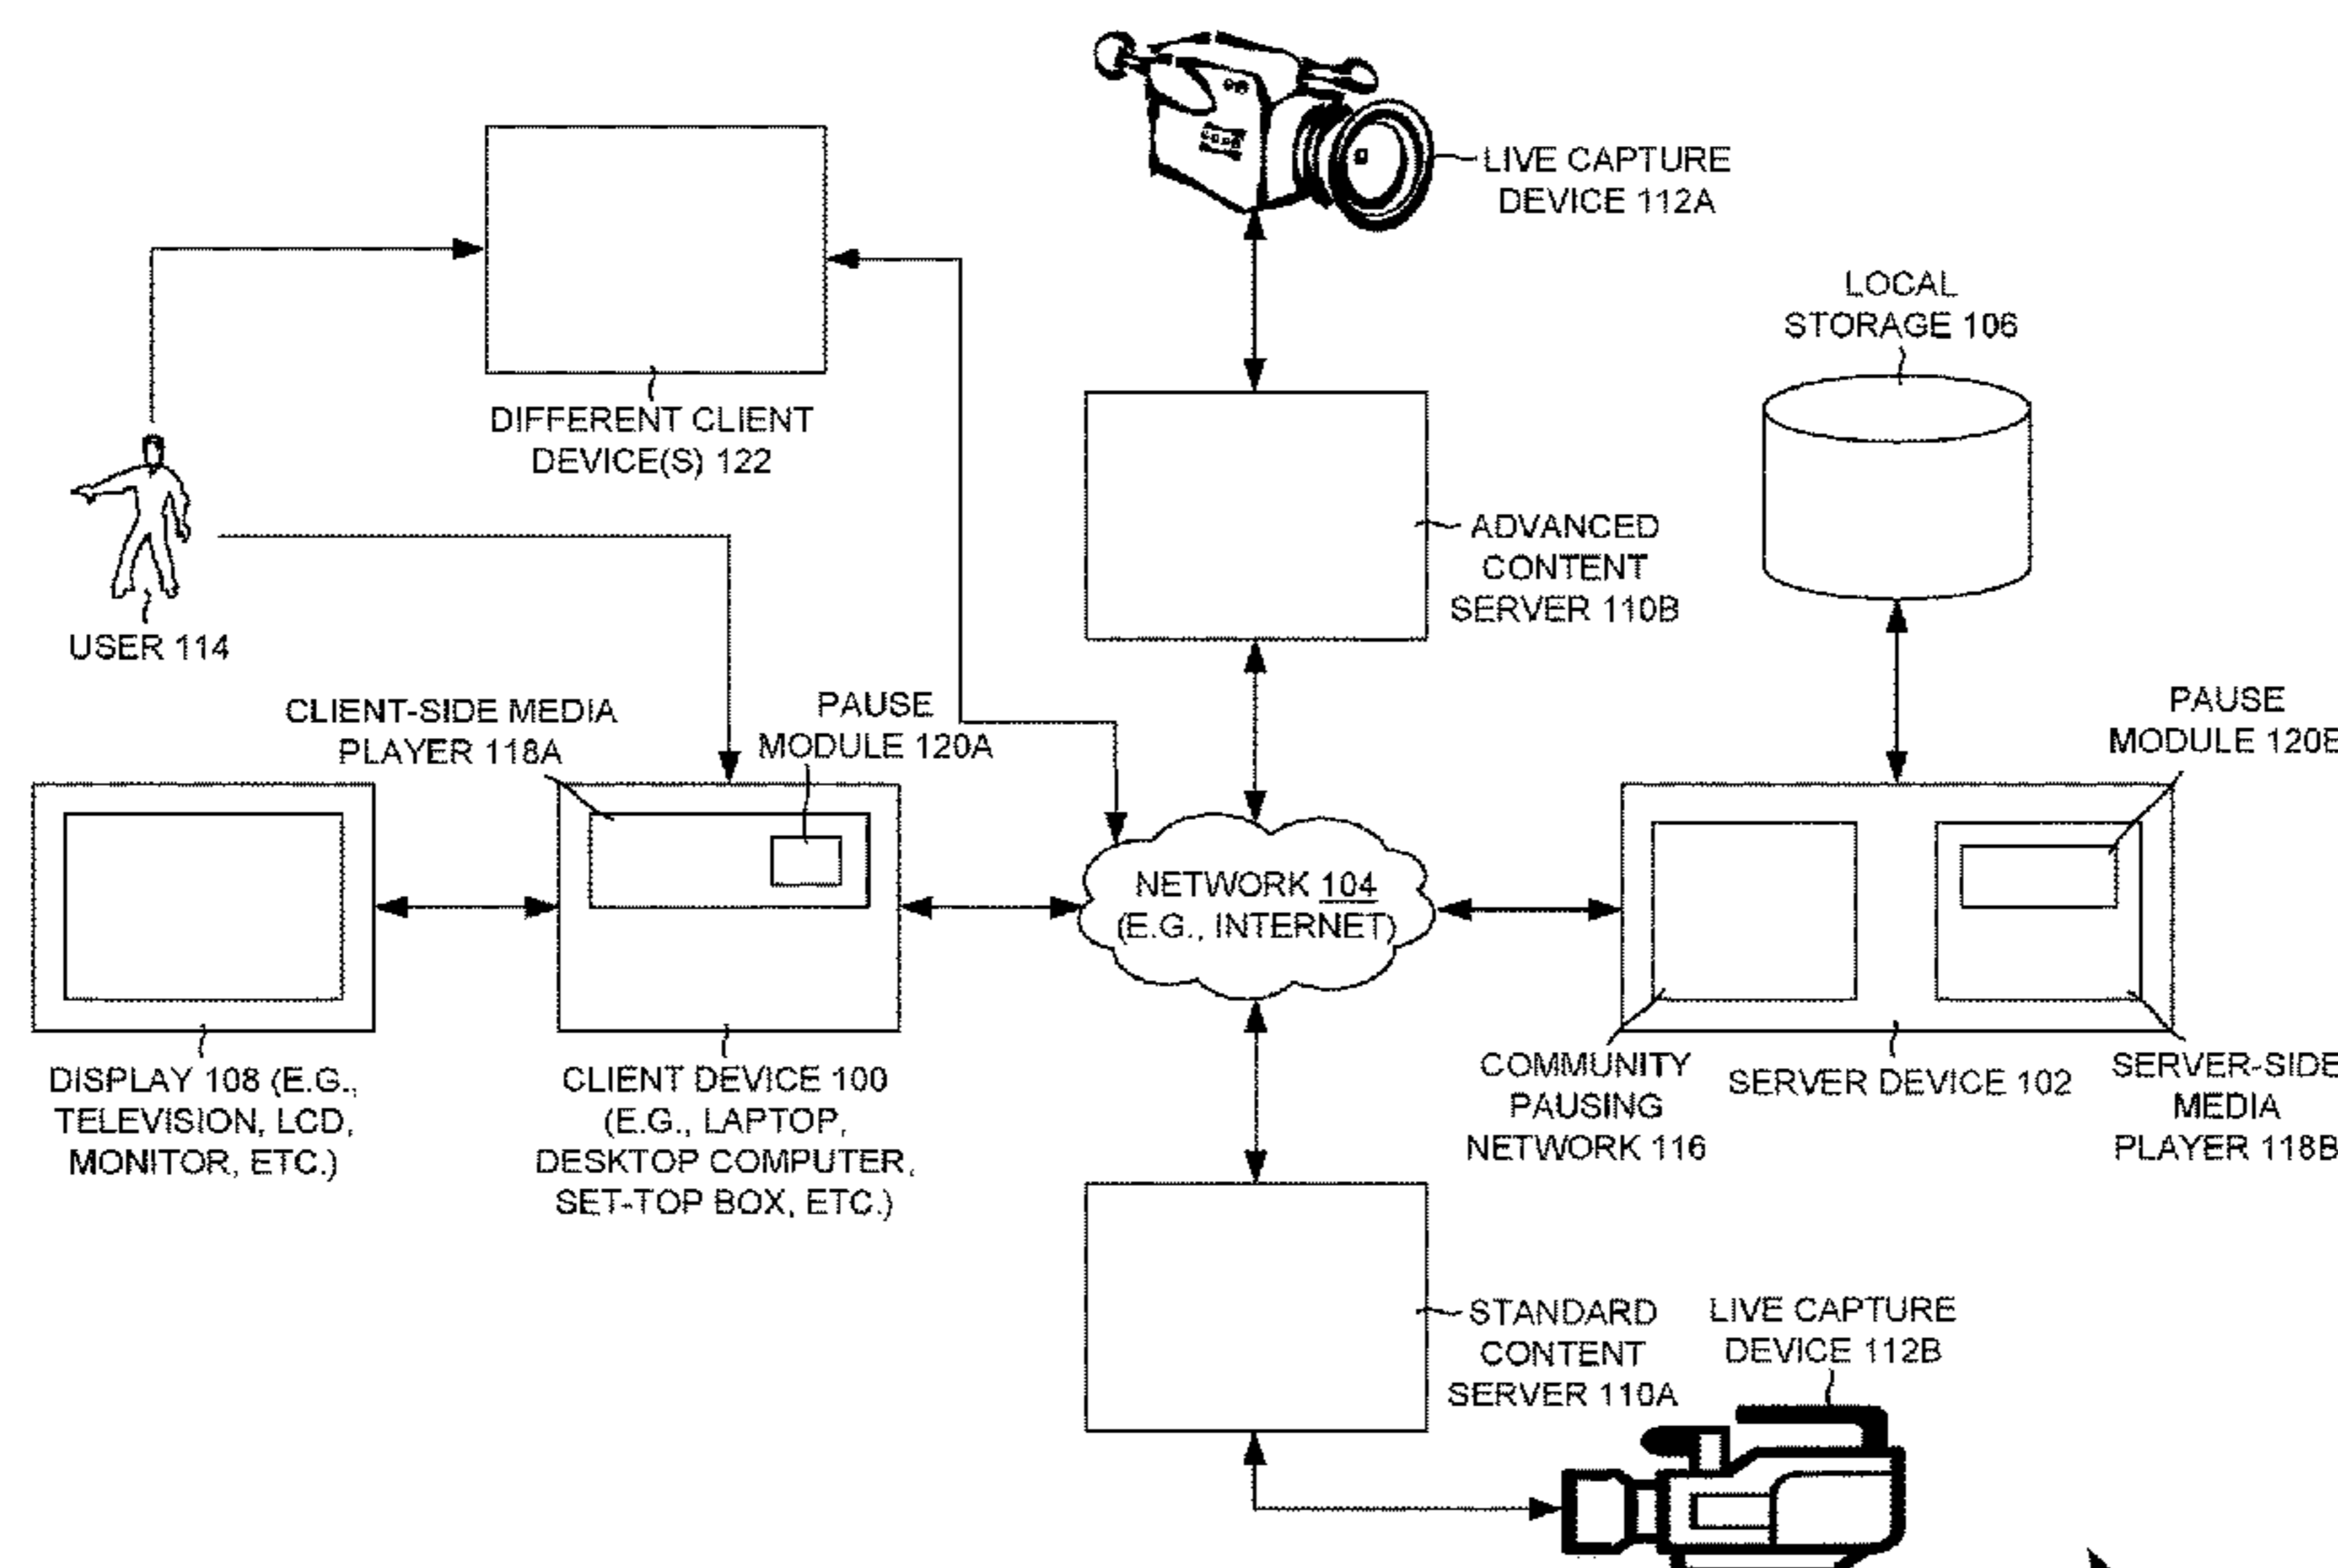 LIVE CAPTURE
DEVICE 112A
LOCAL
STORAGE 106
DIFFERENT CLIENT
DEVICE(S) 122
ADVANCED
CONTENT
SERVER 110B
USER 114
CLIENT-SIDE MEDIA
PLAYER 118A
PAUSE
MODULE 120A
PAUSE
MODULE 120B
NETWORK 104
(E.G., INTERNET)
DISPLAY 108 (E.G.,
TELEVISION, LCD,
MONITOR, ETC.)
CLIENT DEVICE 100
(E.G., LAPTOP,
DESKTOP COMPUTER,
SET-TOP BOX, ETC.)
COMMUNITY
PAUSING
NETWORK 116
SERVER DEVICE 102
SERVER-SIDE
MEDIA
PLAYER 118B
STANDARD
CONTENT
SERVER 110A
LIVE CAPTURE
DEVICE 112B